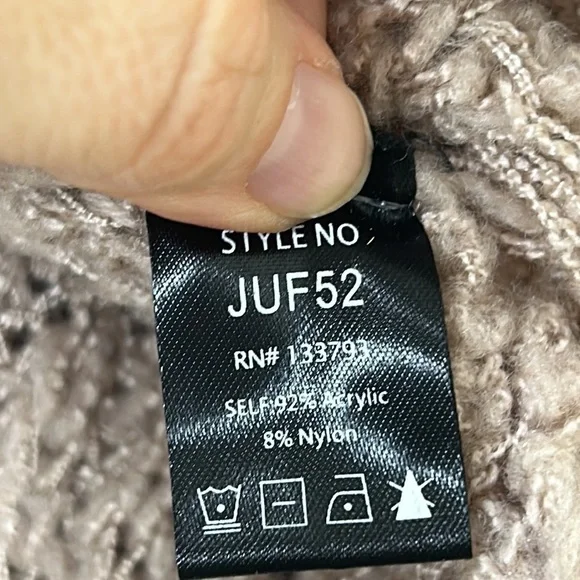 STYLE NO
JUF52
RN# 133793
SELF:92% Acrylic
8% Nylon